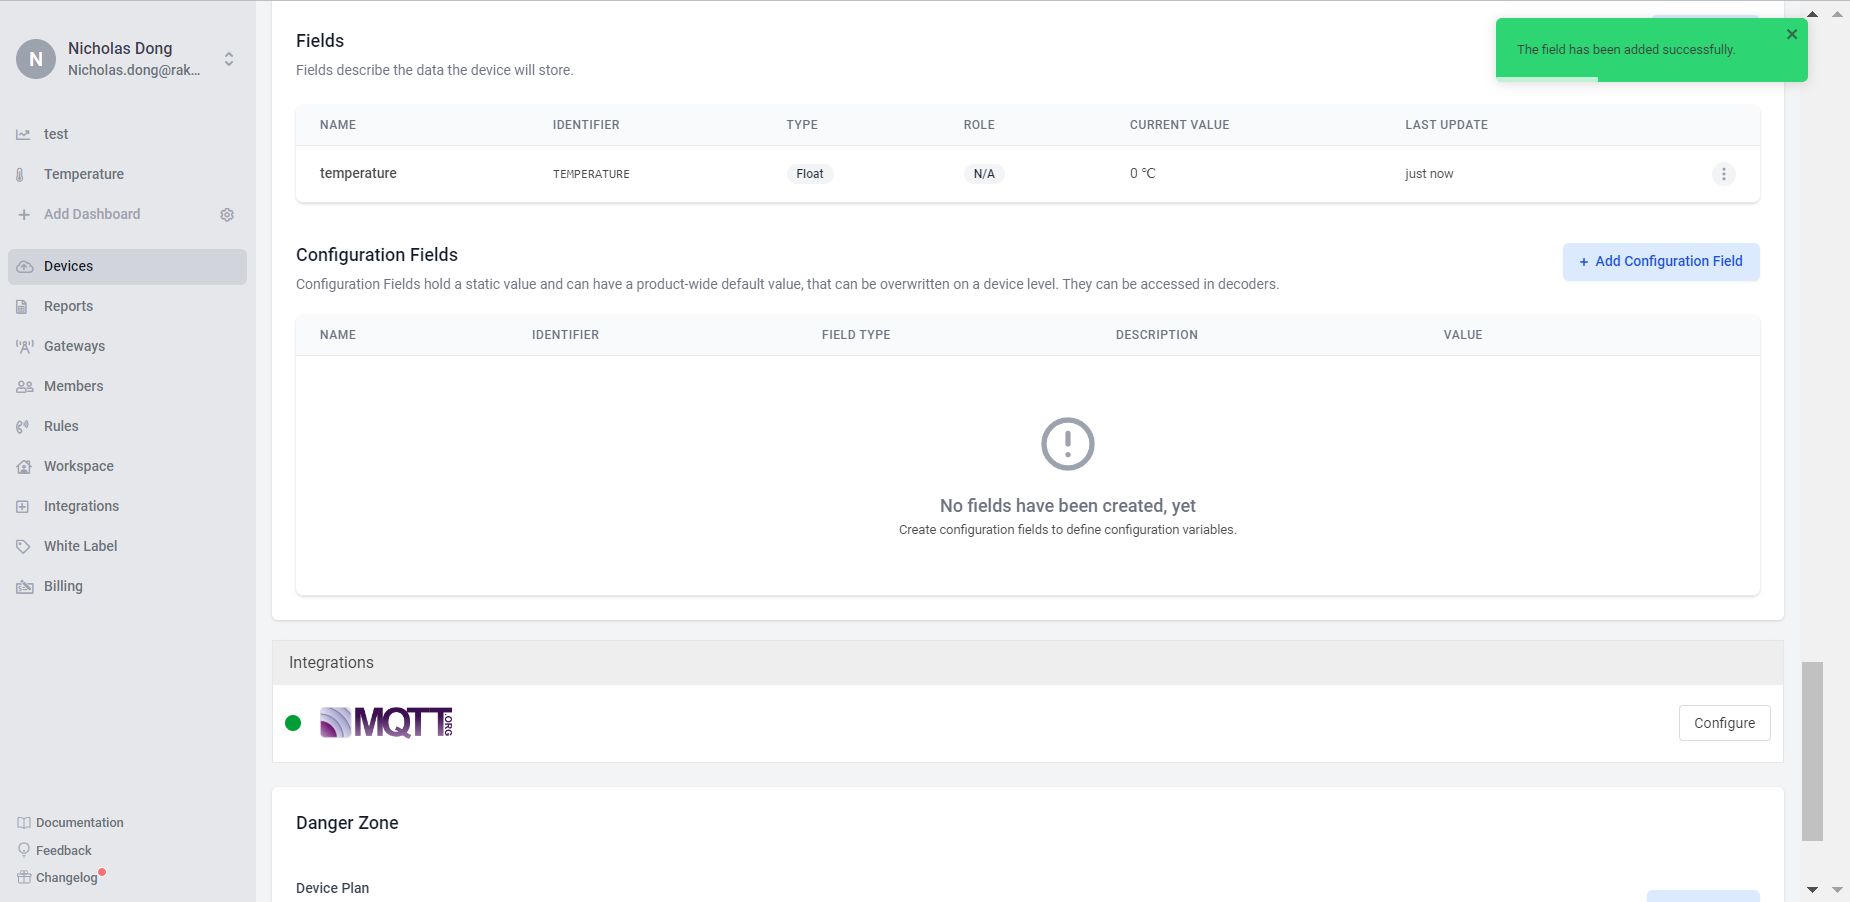 N
Nicholas Dong
Nicholas.dong@rak...
test
Temperature
Add Dashboard
Devices
Reports
Gateways
Members
Rules
Workspace
Integrations
White Label
Billing
Documentation
Feedback
Changelog
The field has been added successfully.
Fields
Fields describe the data the device will store.
NAME IDENTIFIER TYPE ROLE CURRENT VALUE LAST UPDATE
temperature TEMPERATURE Float N/A 0 ℃ just now
Configuration Fields
+ Add Configuration Field
Configuration Fields hold a static value and can have a product-wide default value, that can be overwritten on a device level. They can be accessed in decoders.
NAME IDENTIFIER FIELD TYPE DESCRIPTION VALUE
No fields have been created, yet
Create configuration fields to define configuration variables.
Integrations
MQTT.ORG
Configure
Danger Zone
Device Plan